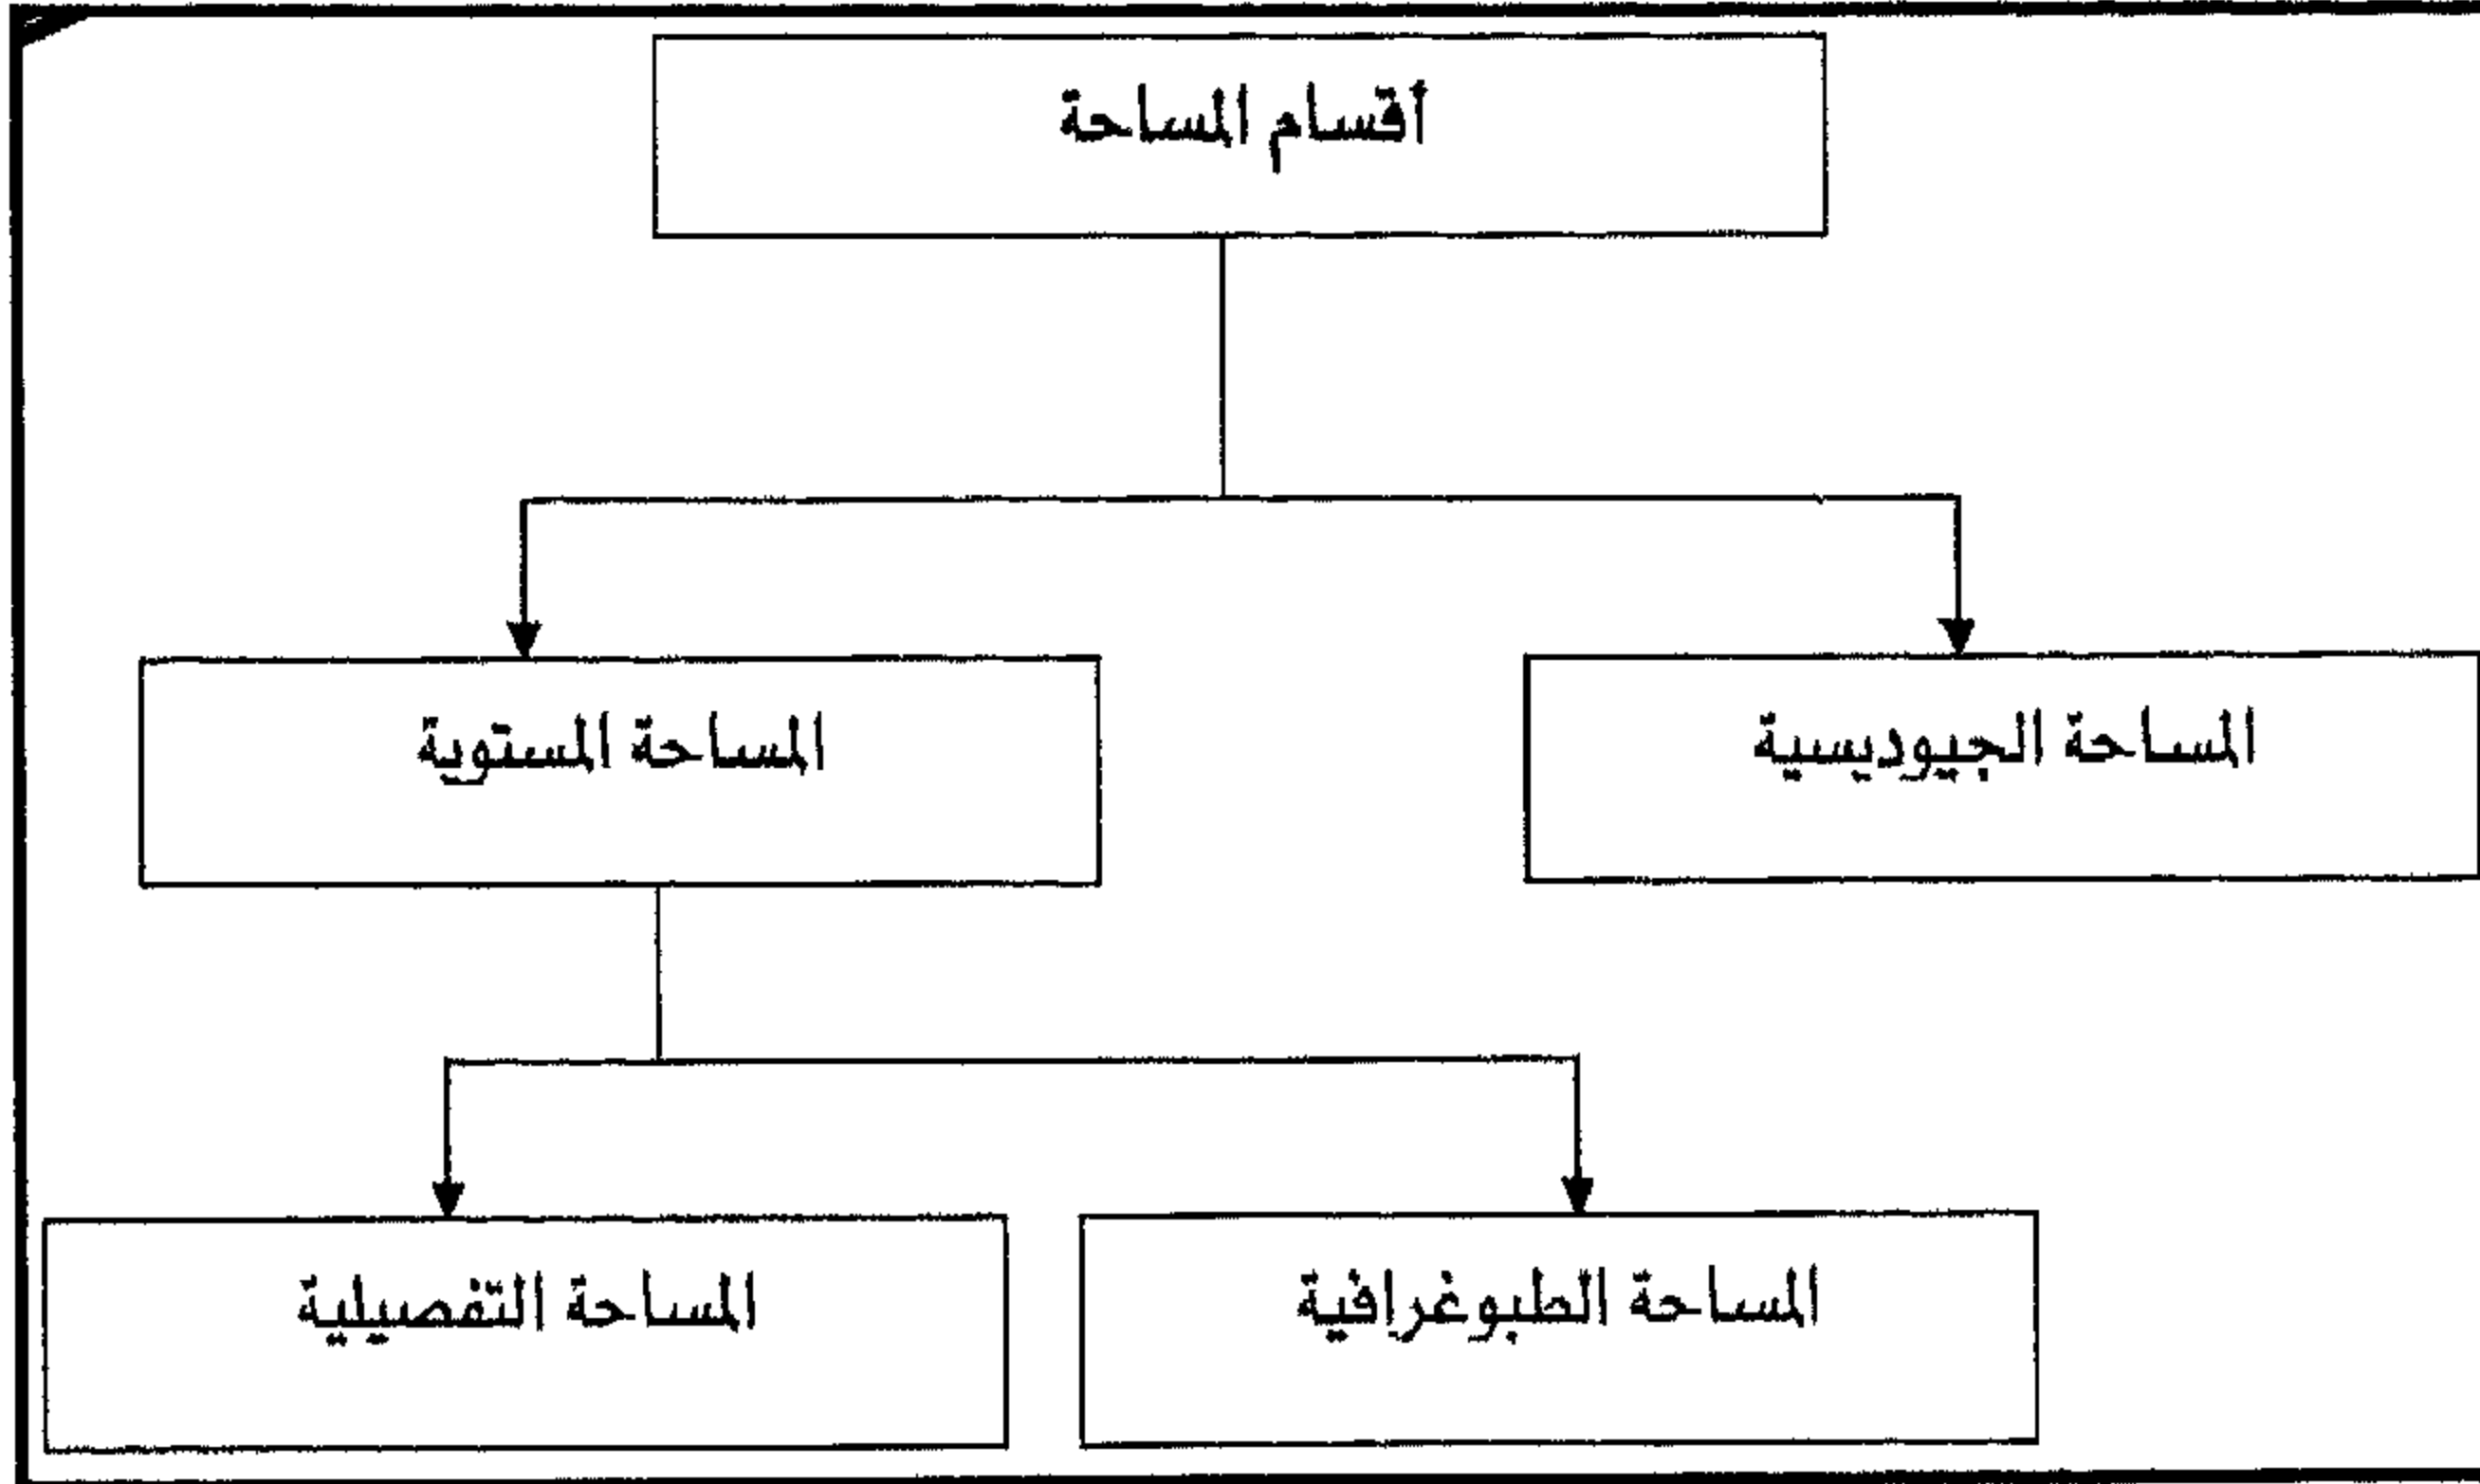 أقسام المساحة
المساحة الجيوديسية
المساحة المستوية
المساحة الطبوغرافية
المساحة التفصيلية